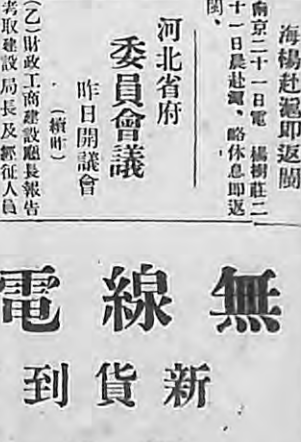 海楊赴滬即返閩
南京二十一日電　楊樹莊二
十一日晨赴滬、略休息即返
閩、
河北省府
委員會議
昨日開議會
(續昨)
(乙)財政工商建設廳長報告
考取建設局長及經征人員
無線電
新貨到